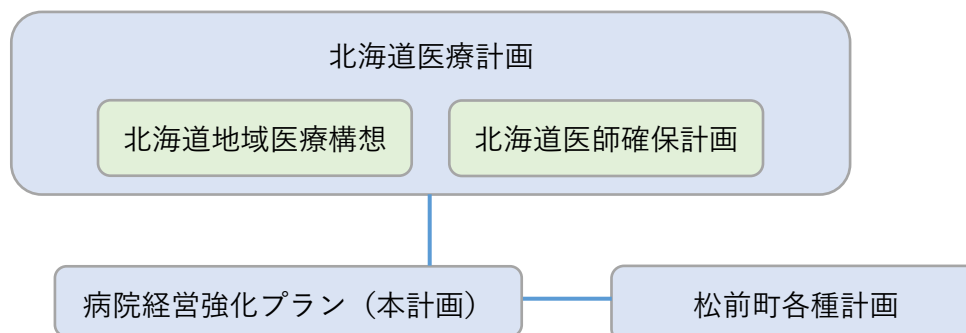 北海道医療計画
北海道地域医療構想
北海道医師確保計画
病院経営強化プラン（本計画）
松前町各種計画